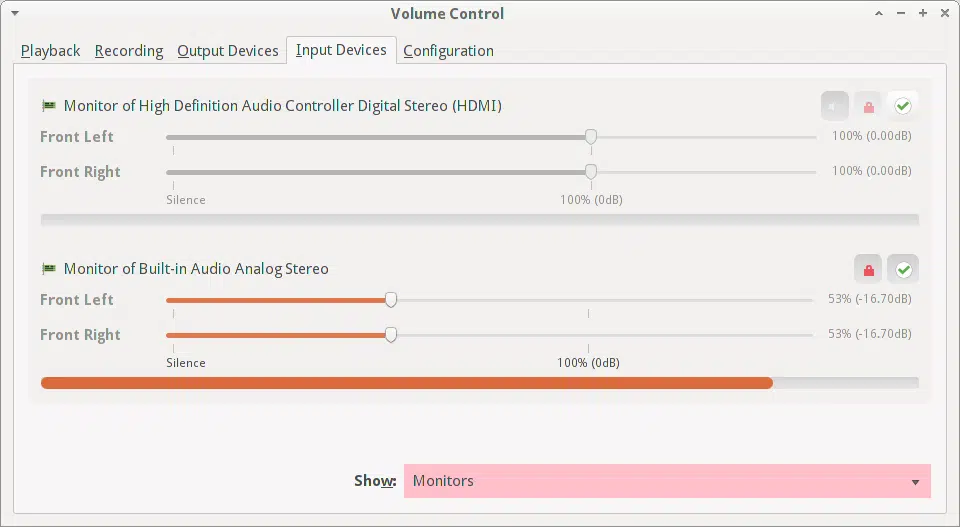 Volume Control
Playback Recording Output Devices Input Devices Configuration
Monitor of High Definition Audio Controller Digital Stereo (HDMI)
Front Left 100% (0.00dB)
Front Right 100% (0.00dB)
Silence 100% (0dB)
Monitor of Built-in Audio Analog Stereo
Front Left 53% (-16.70dB)
Front Right 53% (-16.70dB)
Silence 100% (0dB)
Show: Monitors